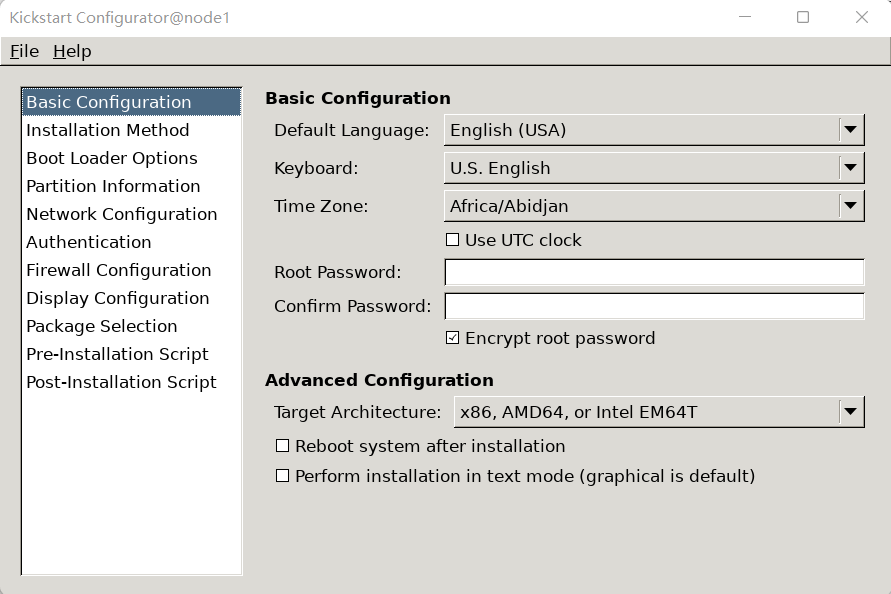 Kickstart Configurator@node1
File Help
Basic Configuration
Installation Method
Boot Loader Options
Partition Information
Network Configuration
Authentication
Firewall Configuration
Display Configuration
Package Selection
Pre-Installation Script
Post-Installation Script
Basic Configuration
Default Language: English (USA)
Keyboard: U.S. English
Time Zone: Africa/Abidjan
Use UTC clock
Root Password:
Confirm Password:
Encrypt root password
Advanced Configuration
Target Architecture: x86, AMD64, or Intel EM64T
Reboot system after installation
Perform installation in text mode (graphical is default)